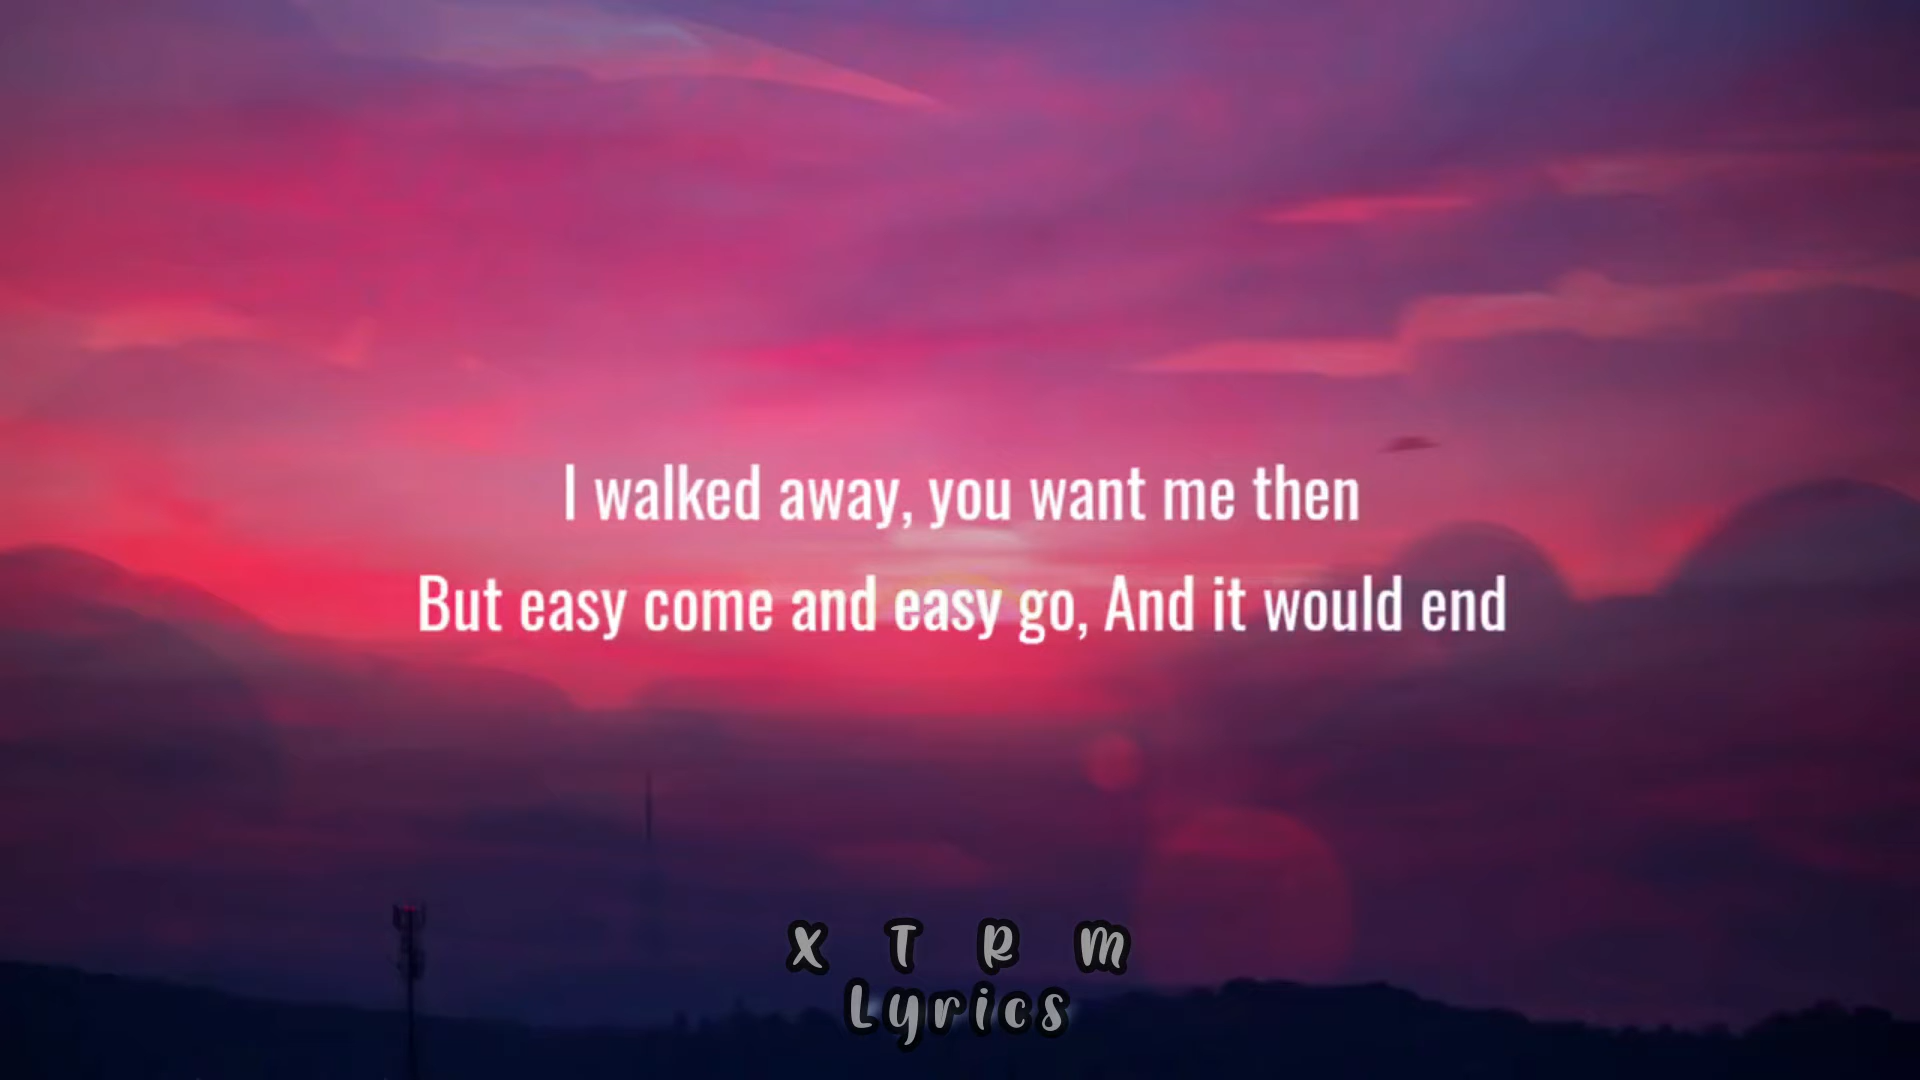 I walked away, you want me then
But easy come and easy go, And it would end
X T R M
Lyrics